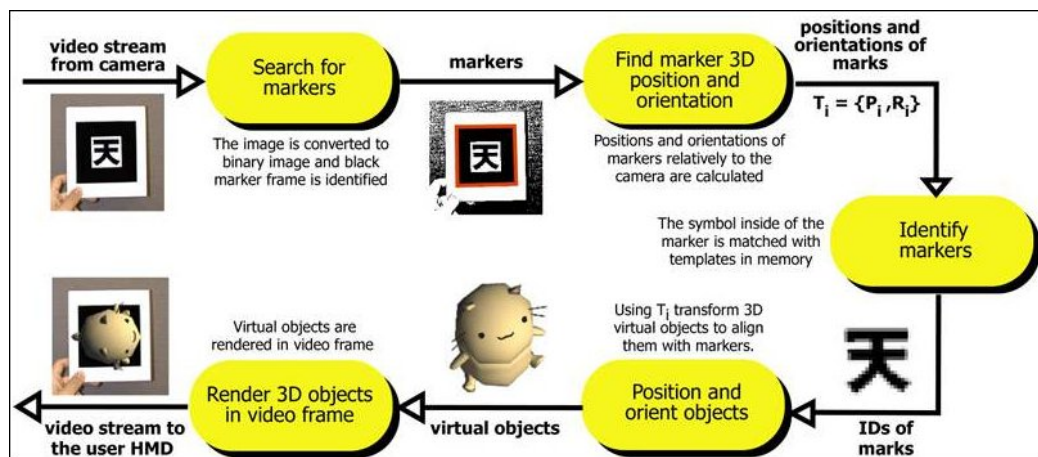 video stream
from camera
Search for
markers
The image is converted to
binary image and black
marker frame is identified
markers
Find marker 3D
position and
orientation
Positions and orientations of
markers relatively to the
camera are calculated
positions and
orientations of
marks
Ti = {Pi ,Ri}
The symbol inside of the
marker is matched with
templates in memory
Identify
markers
天
天
天
IDs of
marks
Using Ti transform 3D
virtual objects to align
them with markers.
Position and
orient objects
virtual objects
Virtual objects are
rendered in video frame
Render 3D objects
in video frame
video stream to
the user HMD